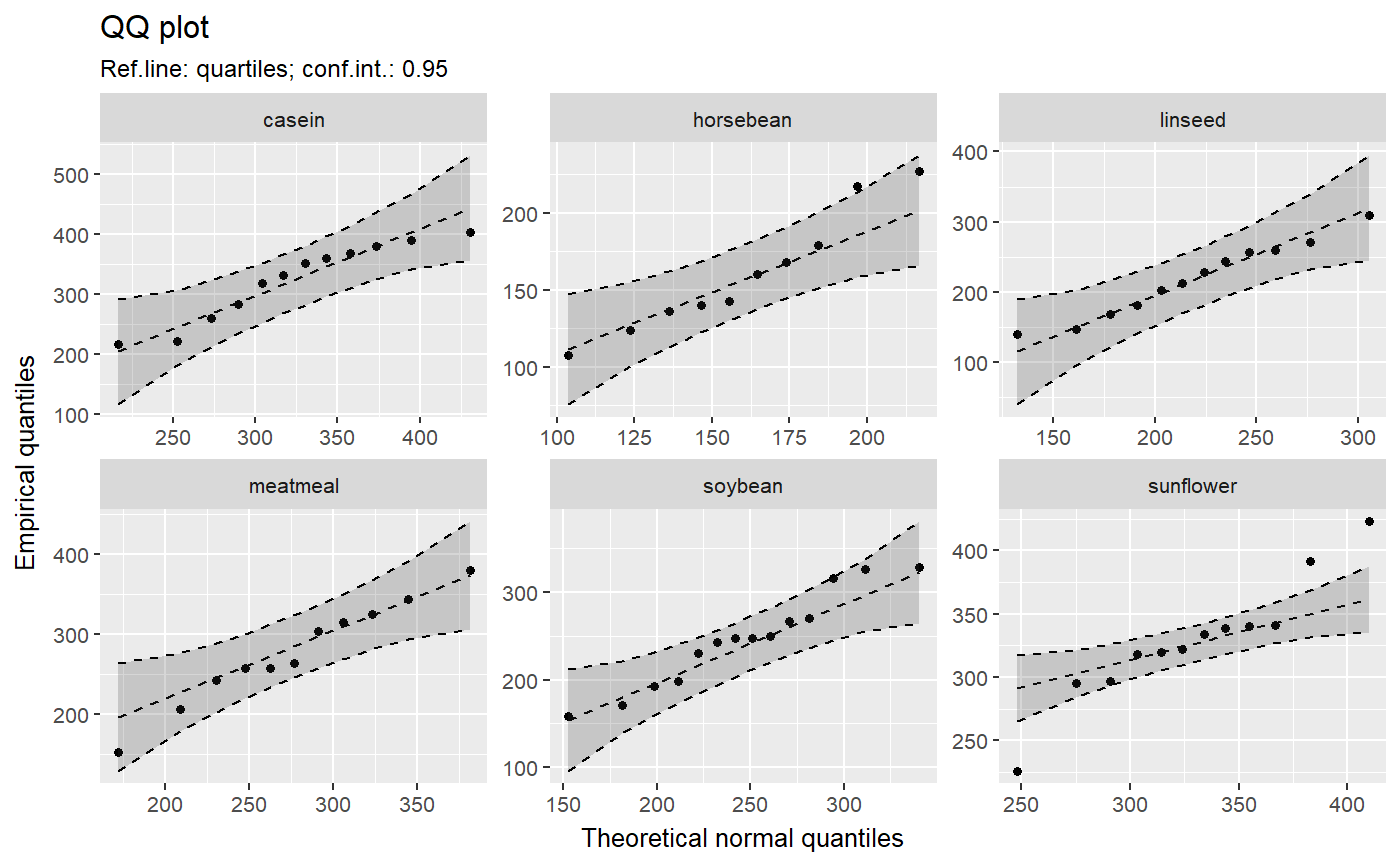 QQ plot
Ref.line: quartiles; conf.int.: 0.95
casein
horsebean
linseed
500
400
300
200
100
200
150
100
400
300
200
100
250 300 350 400
100 125 150 175 200
150 200 250 300
Empirical quantiles
meatmeal
soybean
sunflower
400
300
200
300
200
100
400
350
300
250
200 250 300 350
150 200 250 300
250 300 350 400
Theoretical normal quantiles